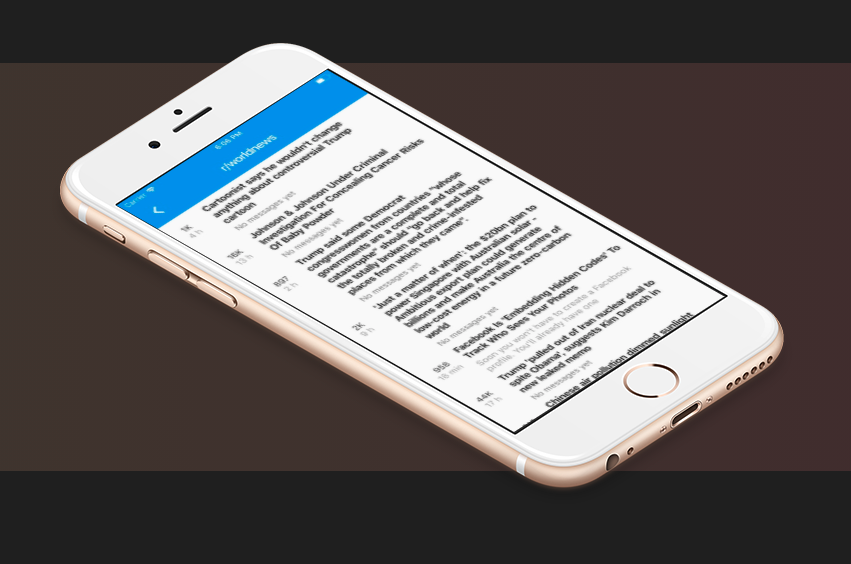 Carrier
6:06 PM
r/worldnews
Cartoonist says he wouldn't change
anything about controversial Trump
cartoon
No messages yet
1K
4 h
Johnson & Johnson Under Criminal
Investigation For Concealing Cancer Risks
Of Baby Powder
No messages yet
16K
13 h
Trump said some Democrat
congresswomen from countries "whose
governments are a complete and total
catastrophe" should "go back and help fix
the totally broken and crime-infested
places from which they came".
No messages yet
897
2 h
'Just a matter of when': the $20bn plan to
power Singapore with Australian solar -
Ambitious export plan could generate
billions and make Australia the centre of
low-cost energy in a future zero-carbon
world
No messages yet
2K
9 h
Facebook Is 'Embedding Hidden Codes' To
Track Who Sees Your Photos
Soon you won't have to create a Facebook
profile. You'll already have one
958
18 min
Trump 'pulled out of Iran nuclear deal to
spite Obama', suggests Kim Darroch in
new leaked memo
No messages yet
44K
17 h
Chinese air pollution dimmed sunlight